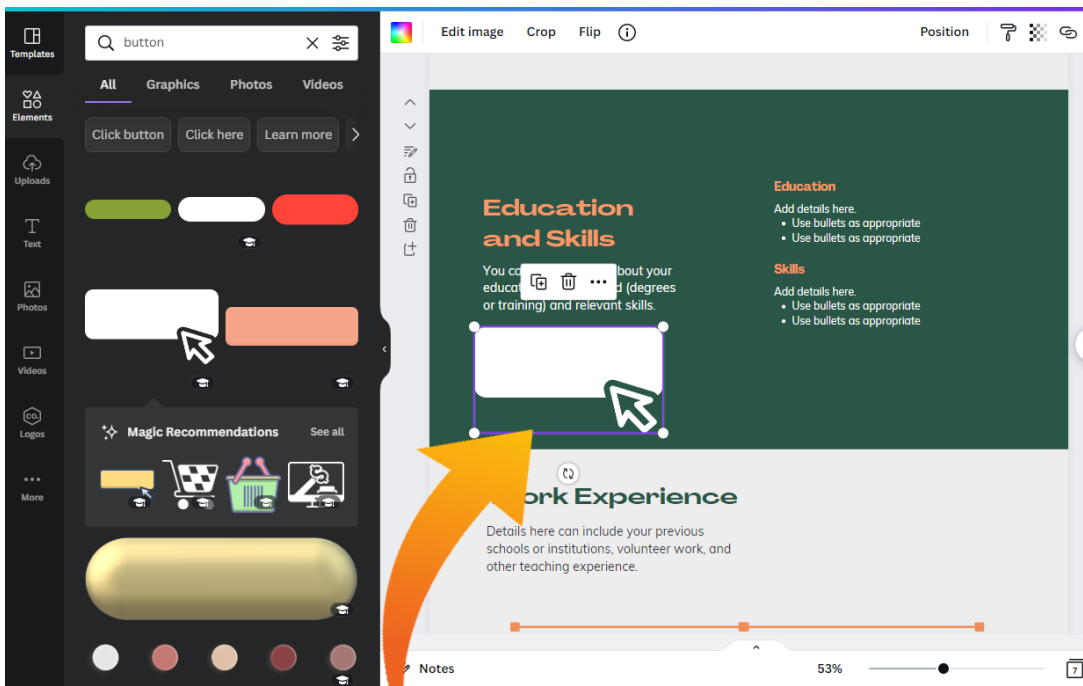 Templates
Elements
Uploads
Text
Photos
Videos
CO.
Logos
More
button
All Graphics Photos Videos
Click button Click here Learn more
Magic Recommendations See all
Edit image Crop Flip
Position
Education
and Skills
You bout your
(degrees
or training) and relevant skills.
Education
Add details here.
• Use bullets as appropriate
• Use bullets as appropriate
Skills
Add details here.
• Use bullets as appropriate
• Use bullets as appropriate
Experience
Details here can include your previous
schools or institutions, volunteer work, and
other teaching experience.
Notes
53%
7